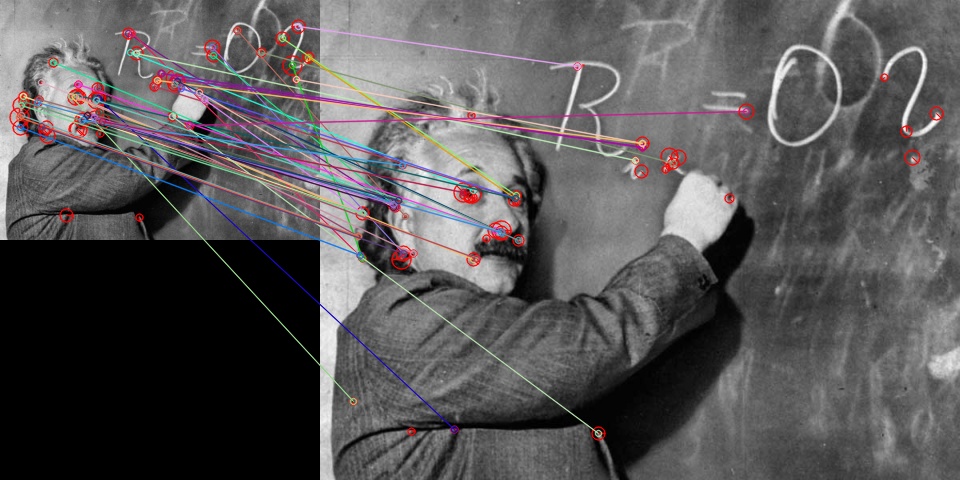 R = 0 ?
R = 0 ?